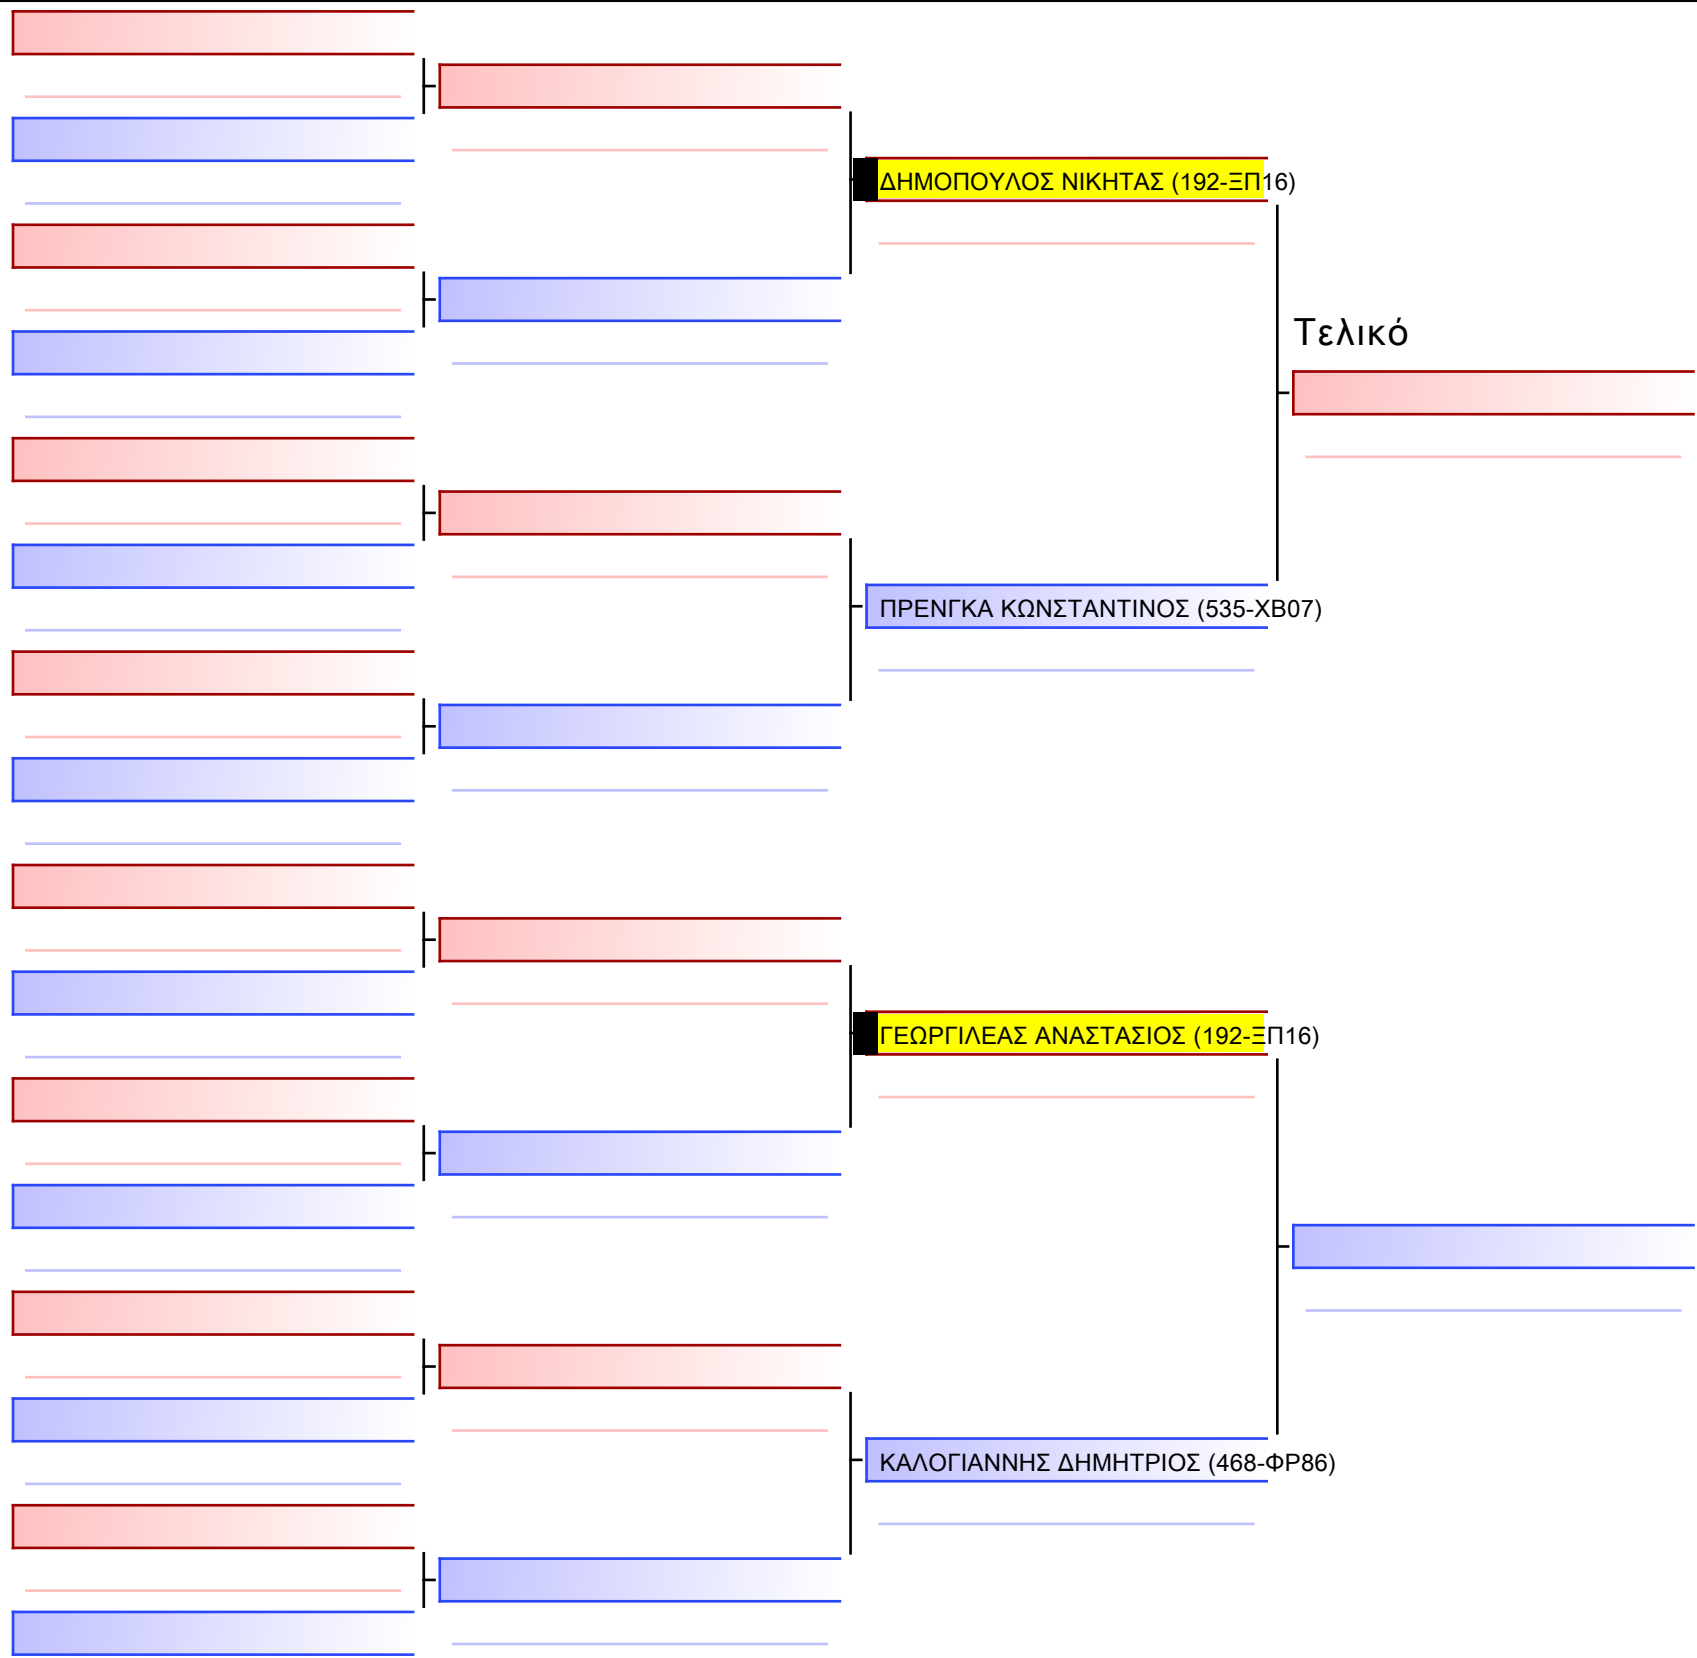 ΔΗΜΟΠΟΥΛΟΣ ΝΙΚΗΤΑΣ (192-ΞΠ16)
Τελικό
ΠΡΕΝΓΚΑ ΚΩΝΣΤΑΝΤΙΝΟΣ (535-ΧΒ07)
ΓΕΩΡΓΙΛΕΑΣ ΑΝΑΣΤΑΣΙΟΣ (192-ΞΠ16)
ΚΑΛΟΓΙΑΝΝΗΣ ΔΗΜΗΤΡΙΟΣ (468-ΦΡ86)